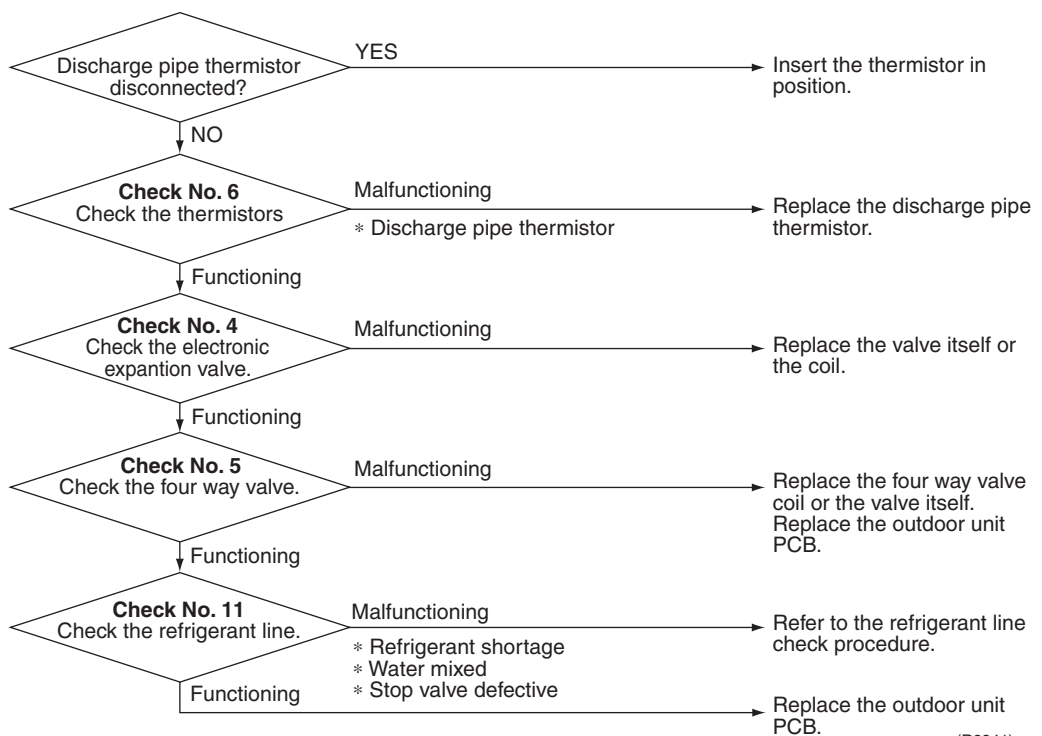 Discharge pipe thermistor
disconnected?
YES
Insert the thermistor in
position.
NO
Check No. 6
Check the thermistors
Malfunctioning
* Discharge pipe thermistor
Replace the discharge pipe
thermistor.
Functioning
Check No. 4
Check the electronic
expantion valve.
Malfunctioning
Replace the valve itself or
the coil.
Functioning
Check No. 5
Check the four way valve.
Malfunctioning
Replace the four way valve
coil or the valve itself.
Replace the outdoor unit
PCB.
Functioning
Check No. 11
Check the refrigerant line.
Malfunctioning
* Refrigerant shortage
* Water mixed
* Stop valve defective
Refer to the refrigerant line
check procedure.
Functioning
Replace the outdoor unit
PCB.